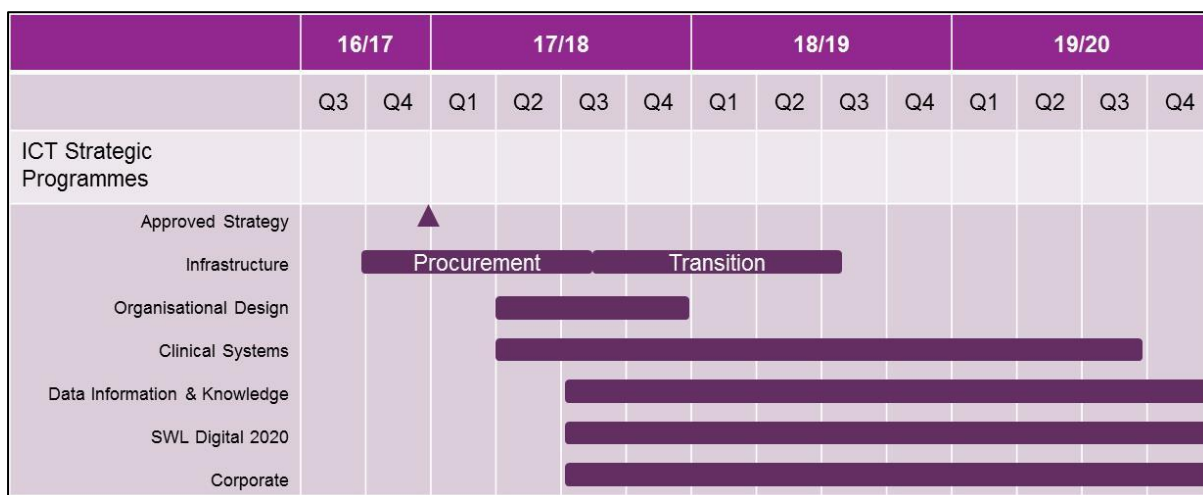 16/17 17/18 18/19 19/20
Q3 Q4 Q1 Q2 Q3 Q4 Q1 Q2 Q3 Q4 Q1 Q2 Q3 Q4
ICT Strategic
Programmes
Approved Strategy
Infrastructure Procurement Transition
Organisational Design
Clinical Systems
Data Information & Knowledge
SWL Digital 2020
Corporate